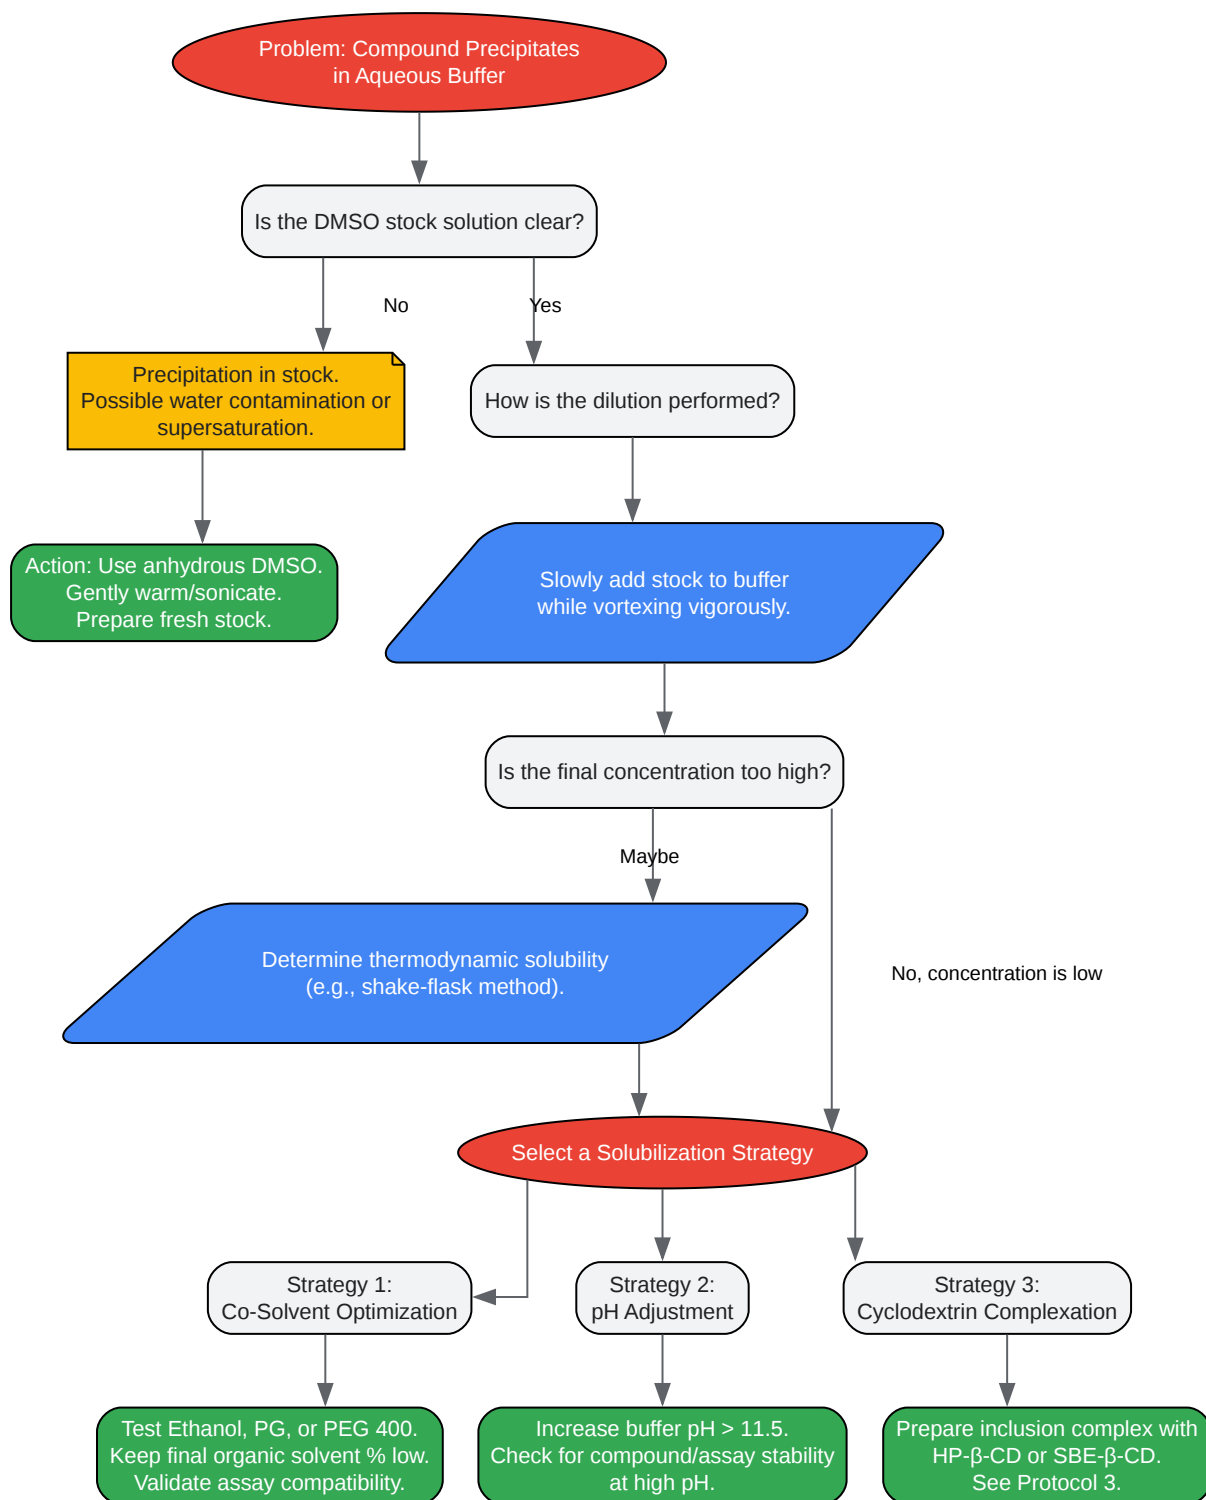 Problem: Compound Precipitates
in Aqueous Buffer
Is the DMSO stock solution clear?
No
Yes
Precipitation in stock.
Possible water contamination or
supersaturation.
How is the dilution performed?
Action: Use anhydrous DMSO.
Gently warm/sonicate.
Prepare fresh stock.
Slowly add stock to buffer
while vortexing vigorously.
Is the final concentration too high?
Maybe
Determine thermodynamic solubility
(e.g., shake-flask method).
No, concentration is low
Select a Solubilization Strategy
Strategy 1:
Co-Solvent Optimization
Strategy 2:
pH Adjustment
Strategy 3:
Cyclodextrin Complexation
Test Ethanol, PG, or PEG 400.
Keep final organic solvent % low.
Validate assay compatibility.
Increase buffer pH > 11.5.
Check for compound/assay stability
at high pH.
Prepare inclusion complex with
HP-β-CD or SBE-β-CD.
See Protocol 3.